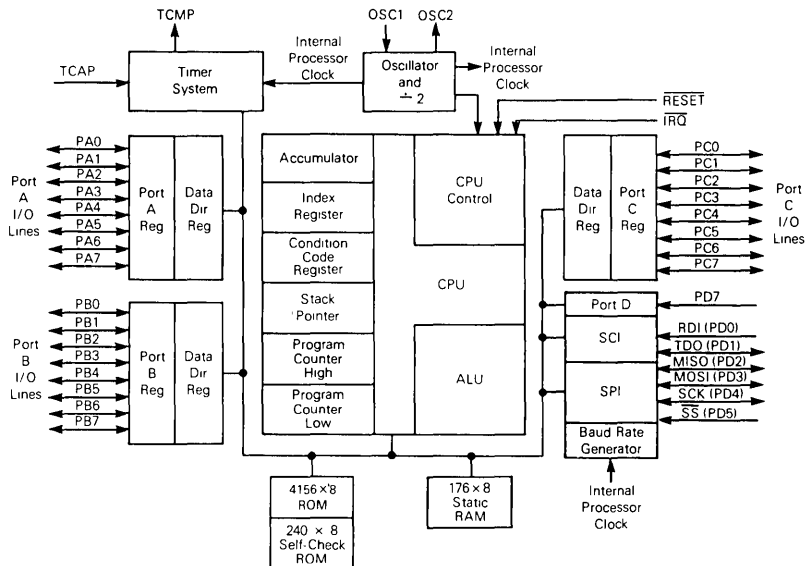 TCMP
OSC1 OSC2
TCAP
Timer
System
Internal
Processor
Clock
Oscillator
and
÷ 2
Internal
Processor
Clock
RESET
IRQ
Port
A
I/O
Lines
PA0
PA1
PA2
PA3
PA4
PA5
PA6
PA7
Port
A
Reg
Data
Dir
Reg
Port
B
I/O
Lines
PB0
PB1
PB2
PB3
PB4
PB5
PB6
PB7
Port
B
Reg
Data
Dir
Reg
Accumulator
Index
Register
Condition
Code
Register
Stack
Pointer
Program
Counter
High
Program
Counter
Low
CPU
Control
CPU
ALU
Data
Dir
Reg
Port
C
Reg
PC0
PC1
PC2
PC3
PC4
PC5
PC6
PC7
Port
C
I/O
Lines
Port D
SCI
SPI
Baud Rate
Generator
PD7
RDI (PD0)
TDO (PD1)
MISO (PD2)
MOSI (PD3)
SCK (PD4)
SS (PD5)
Internal
Processor
Clock
4156 × 8
ROM
240 × 8
Self-Check
ROM
176 × 8
Static
RAM